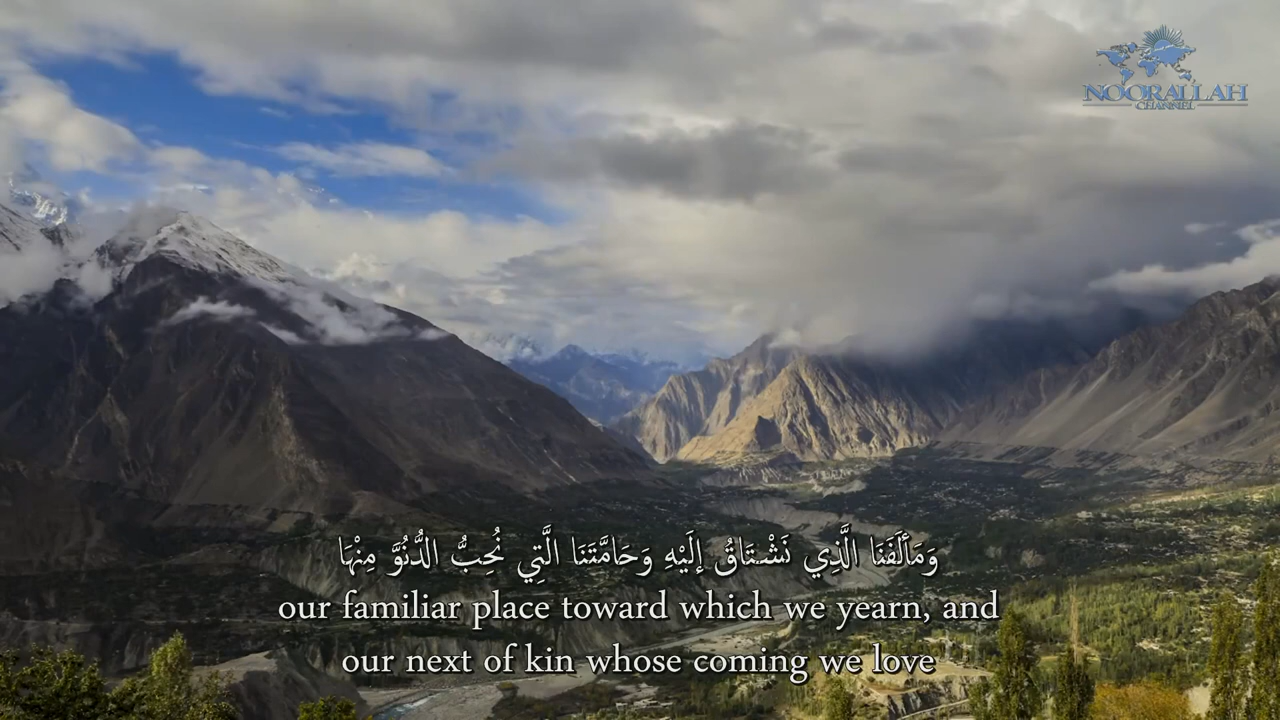 NOORALLAH
CHANNEL
وَمَأْلَفَنَا الَّذِي نَشْتَاقُ إِلَيْهِ وَحَامَّتَنَا الَّتِي نُحِبُّ الدُّنُوَّ مِنْهَا
our familiar place toward which we yearn, and
our next of kin whose coming we love